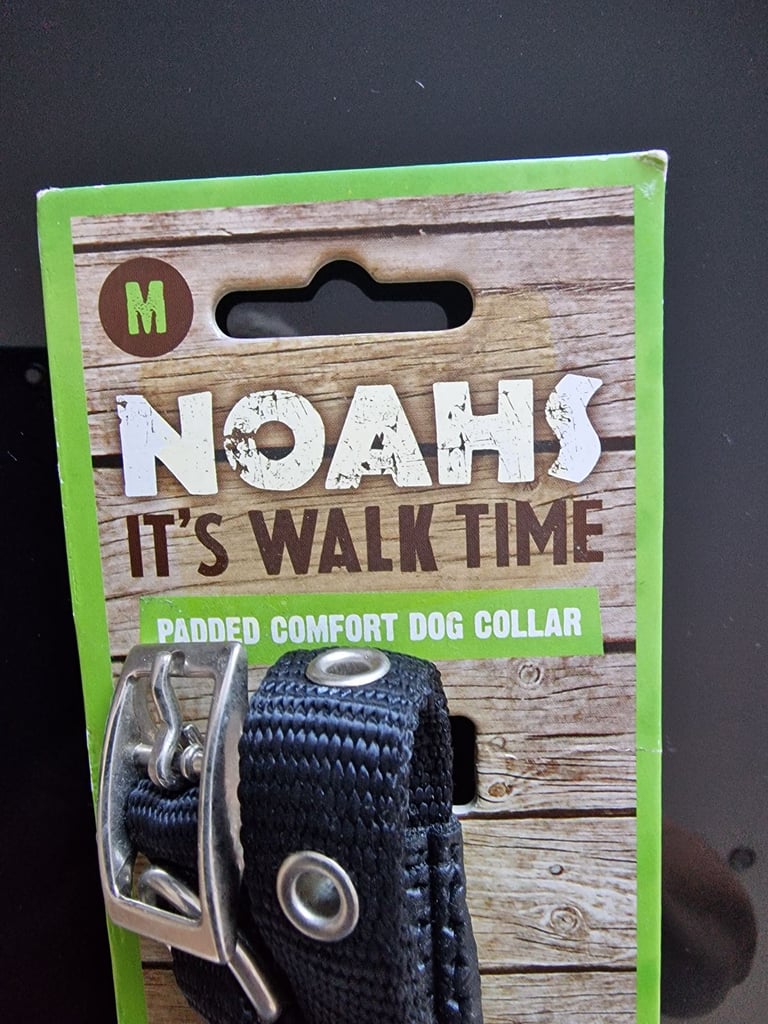 M
NOAHS
IT'S WALK TIME
PADDED COMFORT DOG COLLAR